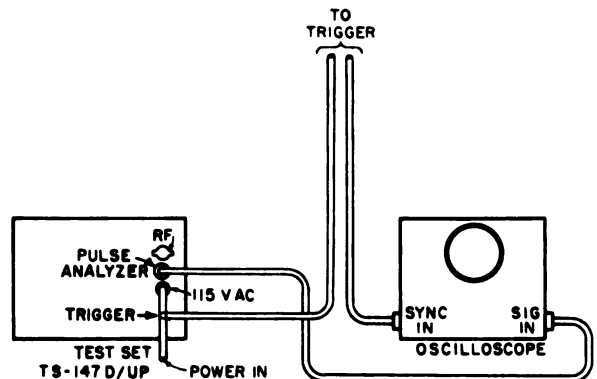 TO
TRIGGER
RF
PULSE
ANALYZER
115 V AC
TRIGGER
TEST SET
TS-147 D/UP
POWER IN
SYNC
IN
SIG
IN
OSCILLOSCOPE